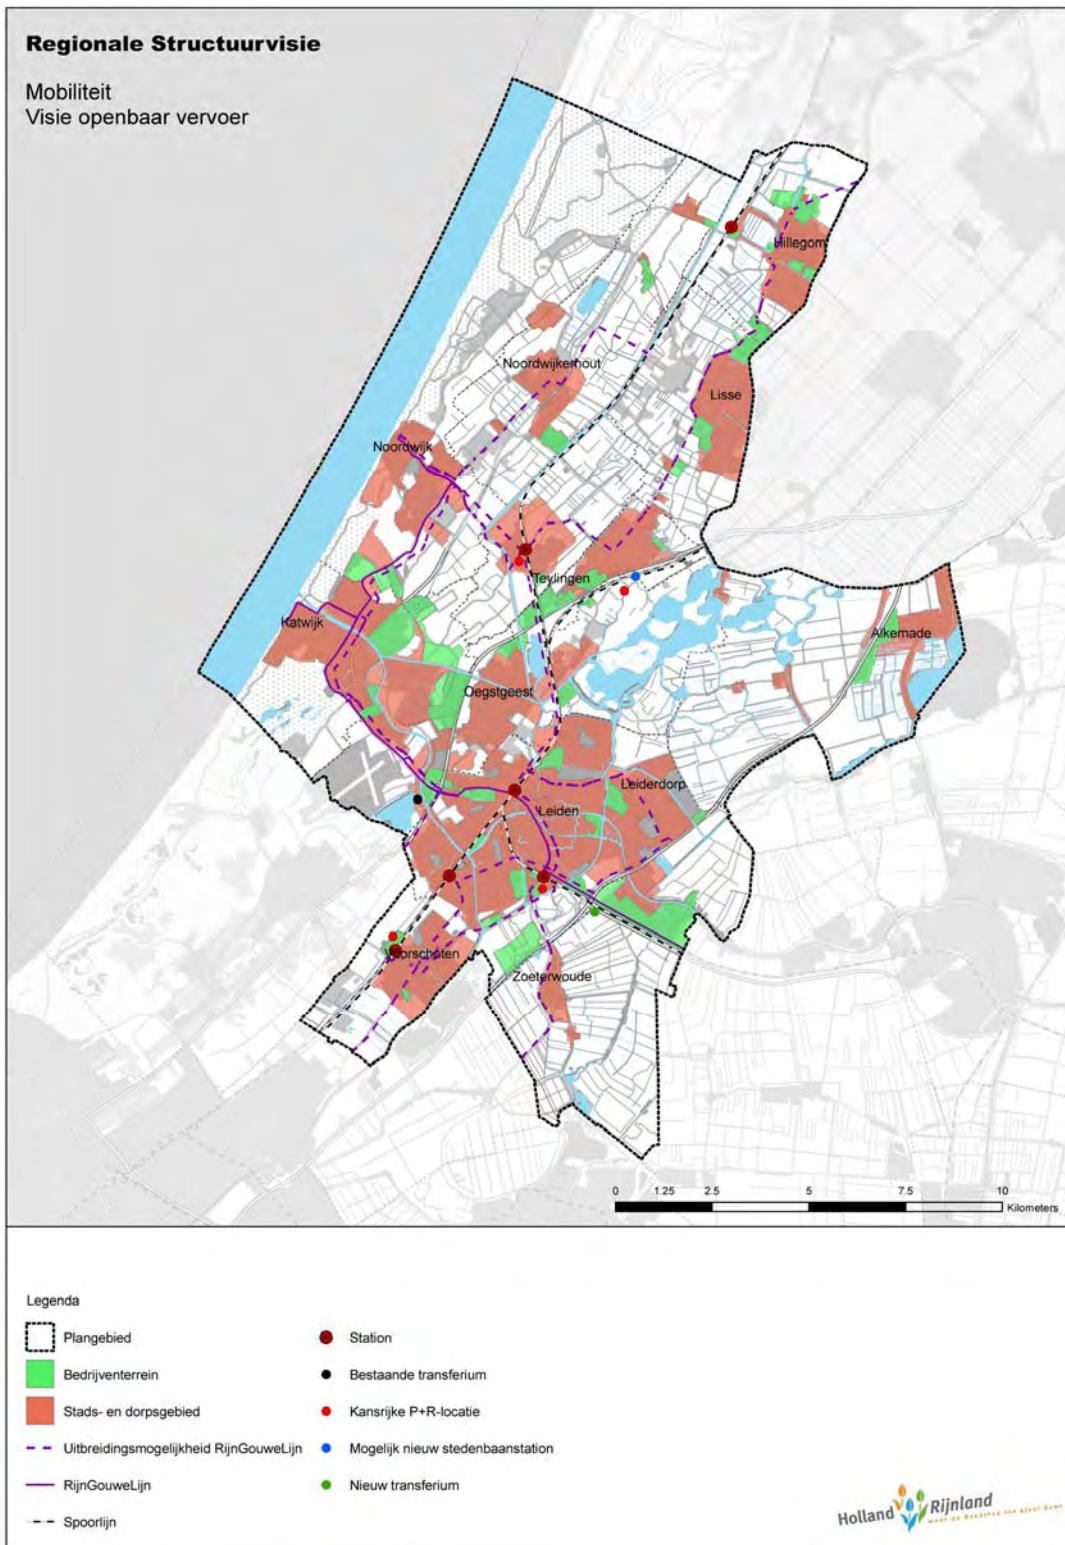 Regionale Structuurvisie
Mobiliteit
Visie openbaar vervoer
Hillegom
Noordwijkerhout
Lisse
Noordwijk
Teylingen
Katwijk
Alkemade
Oegstgeest
Leiderdorp
Leiden
Voorschoten
Zoeterwoude
0 1.25 2.5 5 7.5 10
Kilometers
Legenda
Plangebied
Bedrijventerrein
Stads- en dorpsgebied
Uitbreidingsmogelijkheid RijnGouweLijn
RijnGouweLijn
Spoorlijn
Station
Bestaande transferium
Kansrijke P+R-locatie
Mogelijk nieuw stedenbaanstation
Nieuw transferium
Holland Rijnland